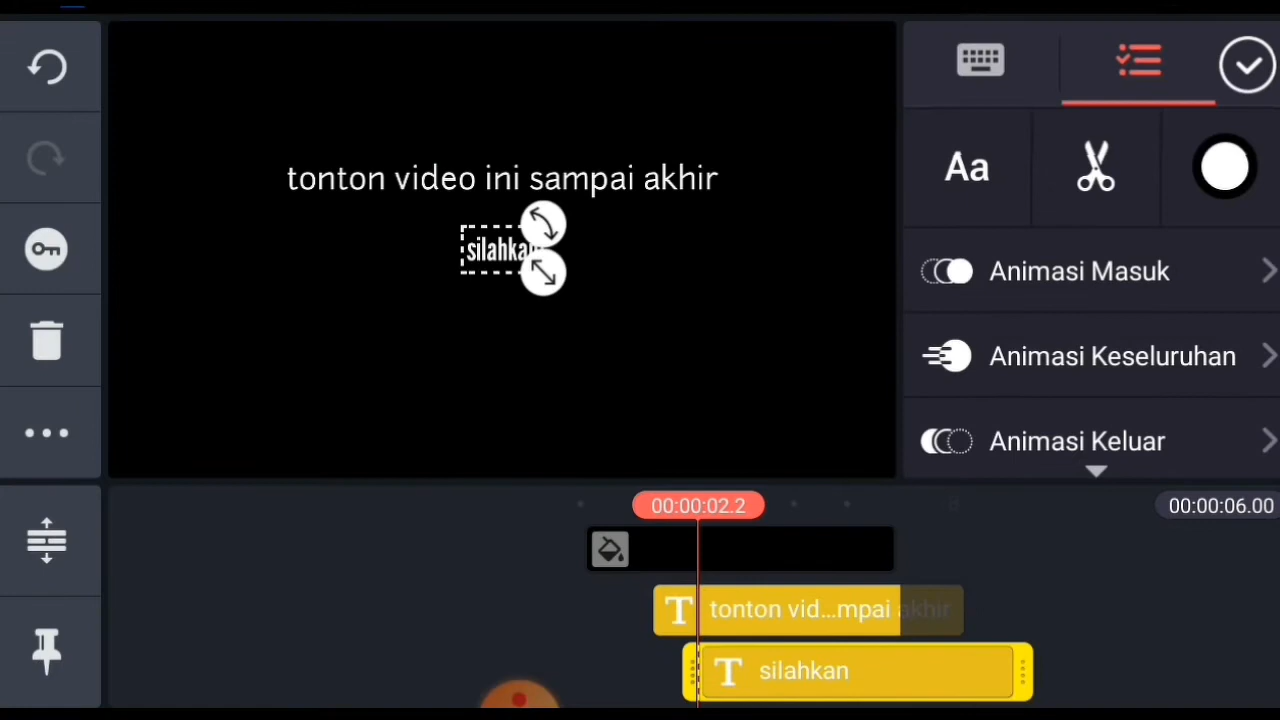 tonton video ini sampai akhir
silahkan
Aa
Animasi Masuk
Animasi Keseluruhan
Animasi Keluar
00:00:02.2
00:00:06.00
T tonton vid...mpai akhir
T silahkan